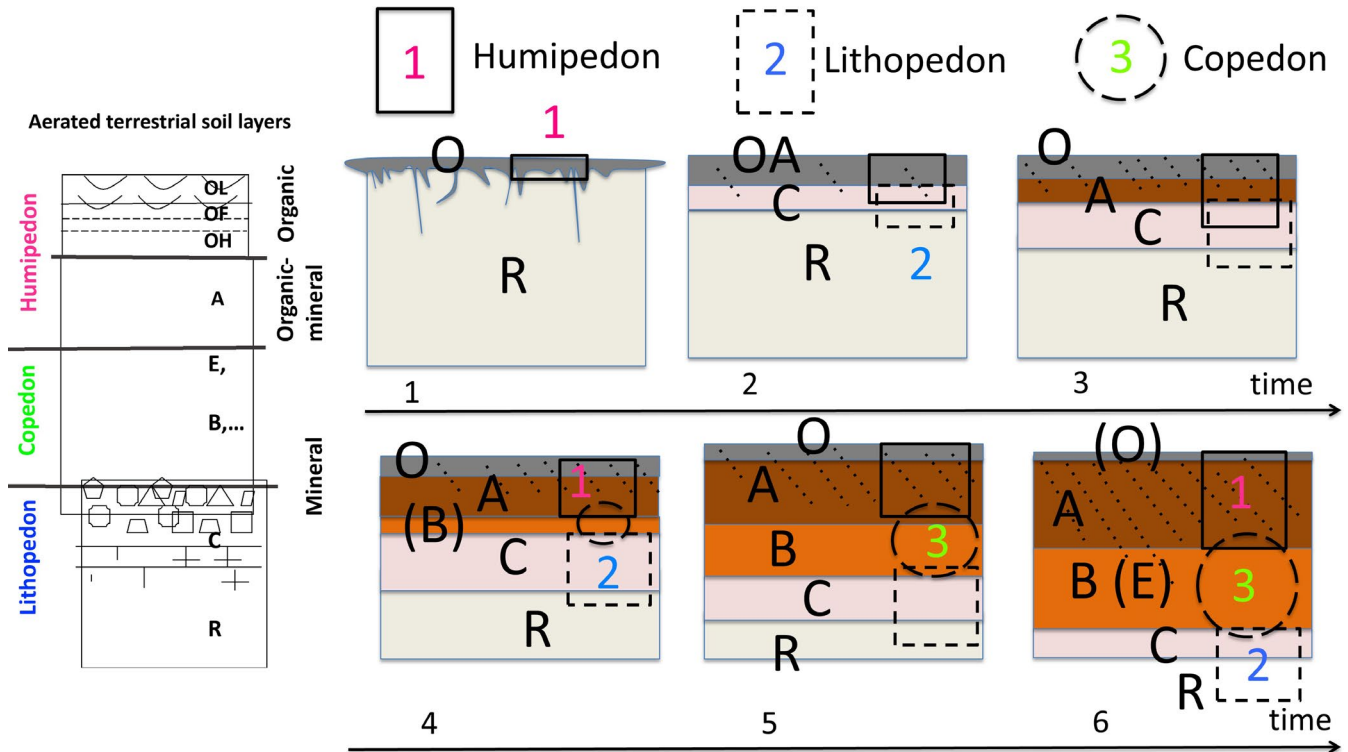 1 Humipedon
2 Lithopedon
3 Copedon
Aerated terrestrial soil layers
Humipedon
Copedon
Lithopedon
OL
OF
OH
A
E,
B,...
C
R
Organic
Organic-
mineral
Mineral
1
O
R
1
OA
C
R
2
2
O
A
C
R
3
time
O
A
(B)
C
R
1
2
4
O
A
B
C
R
3
5
(O)
A
B (E)
C
R
1
3
2
6
time